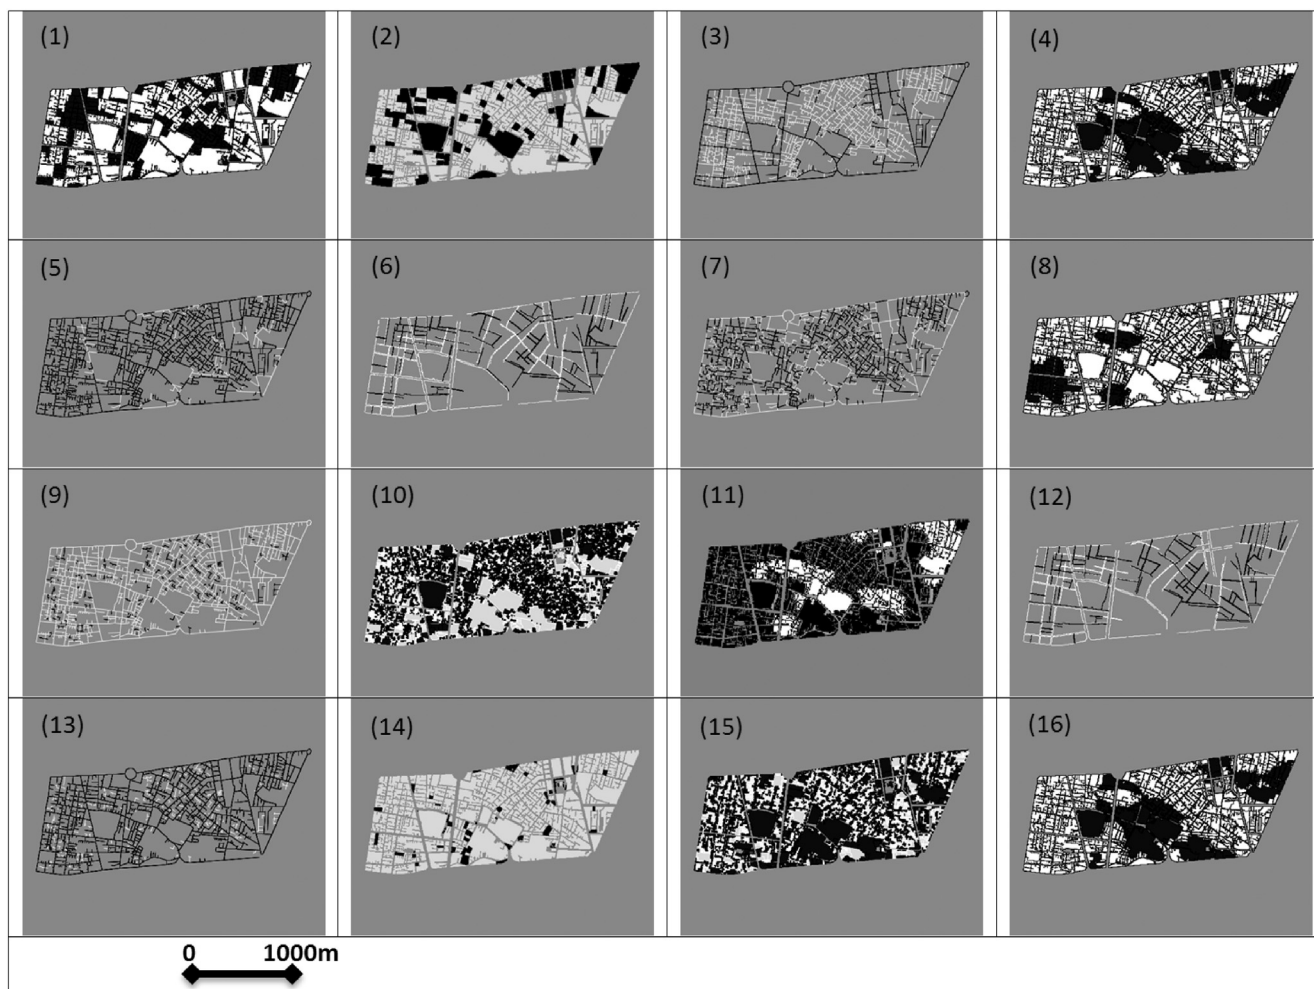 (1) (2) (3) (4)
(5) (6) (7) (8)
(9) (10) (11) (12)
(13) (14) (15) (16)
0 1000m